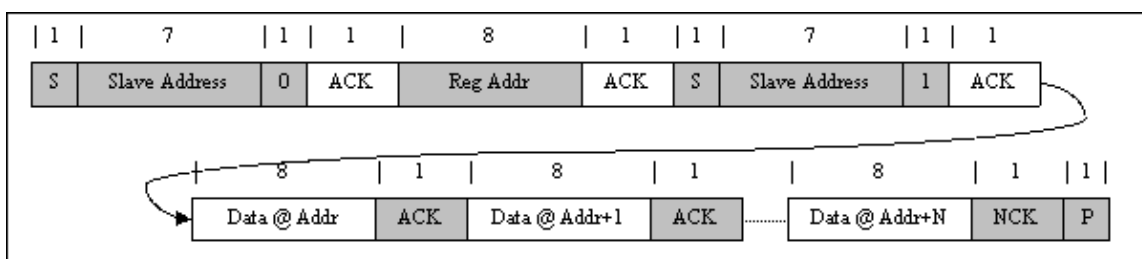 | 1 | 7 | 1 | 1 | 8 | 1 | 1 | 7 | 1 | 1
S Slave Address 0 ACK Reg Addr ACK S Slave Address 1 ACK
| 8 | 1 | 8 | 1 | 8 | 1 | 1 |
Data @ Addr ACK Data @ Addr+1 ACK Data @ Addr+N NCK P